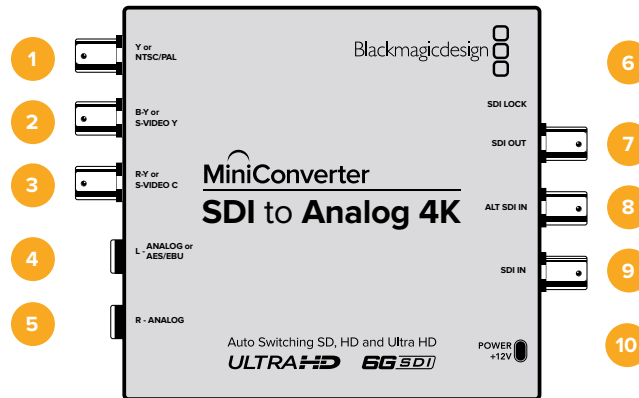 1
Y or
NTSC/PAL
2
B-Y or
S-VIDEO Y
3
R-Y or
S-VIDEO C
4
L - ANALOG or
AES/EBU
5
R - ANALOG
Blackmagicdesign
MiniConverter
SDI to Analog 4K
Auto Switching SD, HD and Ultra HD
ULTRA HD 6G SDI
SDI LOCK
6
SDI OUT
7
ALT SDI IN
8
SDI IN
9
POWER
+12V
10